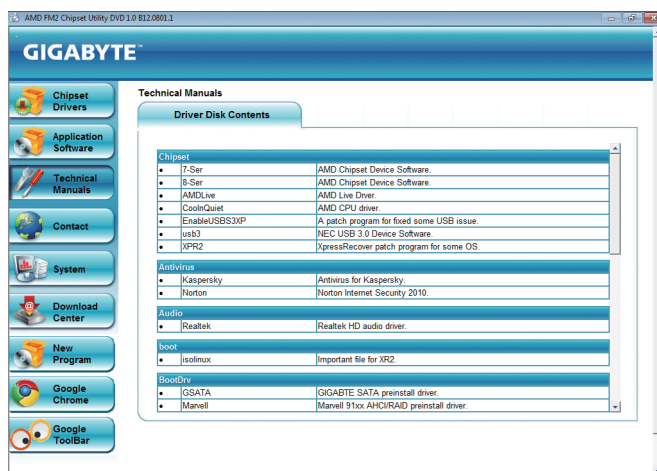 AMD FM2 Chipset Utility DVD 1.0 B12.0801.1
GIGABYTE™
Chipset
Drivers
Application
Software
Technical
Manuals
Contact
System
Download
Center
New
Program
Google
Chrome
Google
ToolBar
Technical Manuals
Driver Disk Contents
Chipset
• 7-Ser AMD Chipset Device Software.
• 8-Ser AMD Chipset Device Software.
• AMDLive AMD Live Drver.
• CoolnQuiet AMD CPU driver.
• EnableUSBS3XP A patch program for fixed some USB issue.
• usb3 NEC USB 3.0 Device Software.
• XPR2 XpressRecover patch program for some OS.
Antivirus
• Kaspersky Antivirus for Kaspersky.
• Norton Norton Internet Security 2010.
Audio
• Realtek Realtek HD audio driver.
boot
• isolinux Important file for XR2.
BootDrv
• GSATA GIGABTE SATA preinstall driver.
• Marvell Marvell 91xx AHCI/RAID preinstall driver.